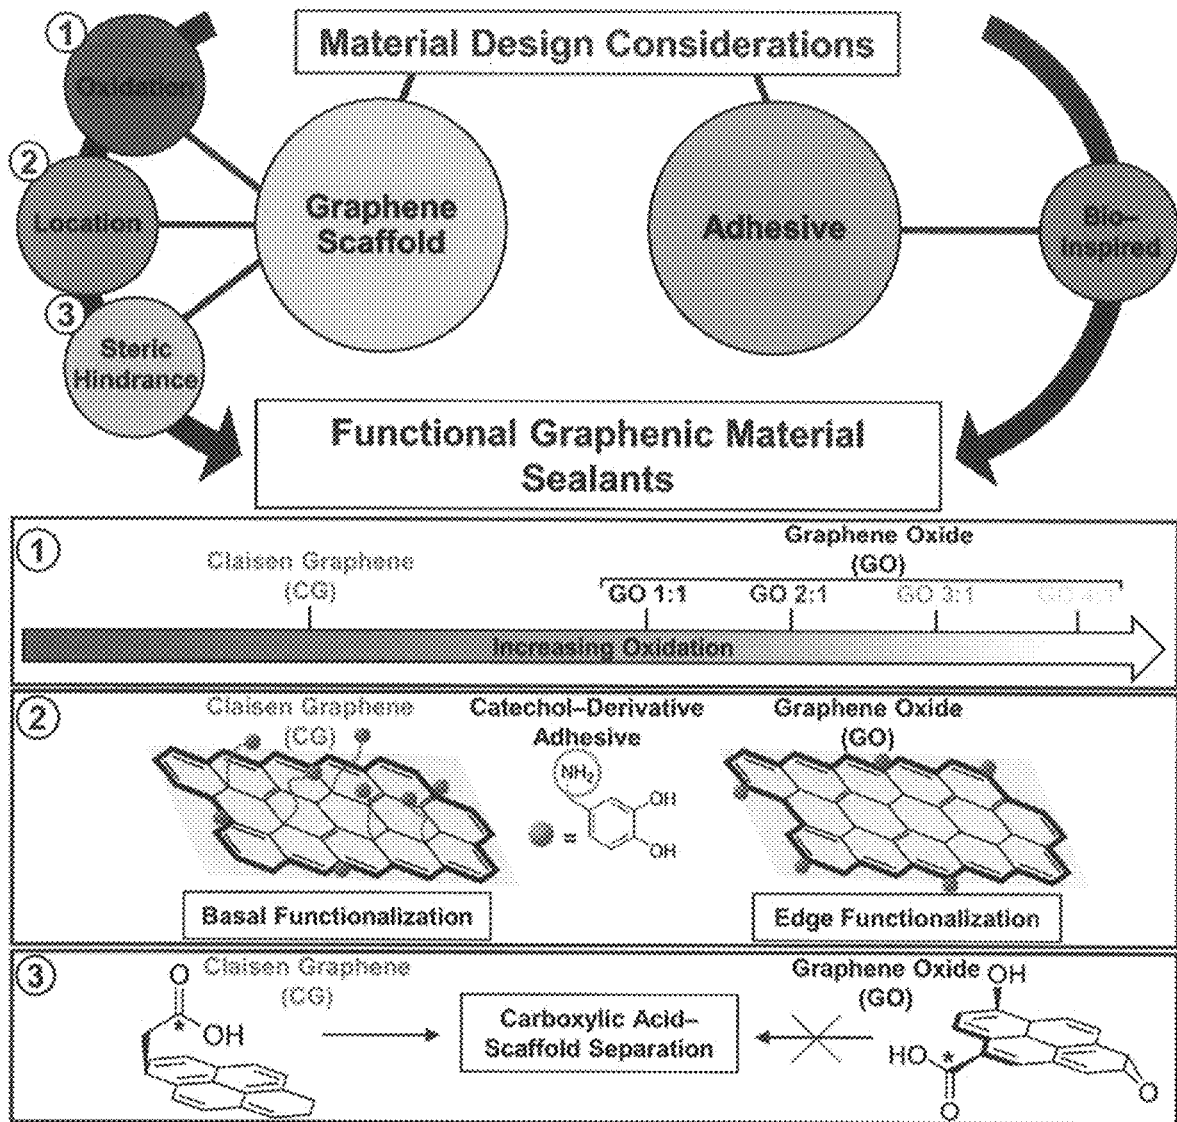 Material Design Considerations
1
Oxidation
2
Location
3
Steric
Hindrance
Graphene
Scaffold
Adhesive
Bio–
Inspired
Functional Graphenic Material
Sealants
1
Claisen Graphene
(CG)
Graphene Oxide
(GO)
GO 1:1
GO 2:1
GO 3:1
GO 4:1
Increasing Oxidation
2
Claisen Graphene
(CG)
Catechol–Derivative
Adhesive
NH₂
OH
OH
=
Graphene Oxide
(GO)
Basal Functionalization
Edge Functionalization
3
O
OH
*
Claisen Graphene
(CG)
Carboxylic Acid–
Scaffold Separation
Graphene Oxide
(GO)
OH
HO
*
O
O